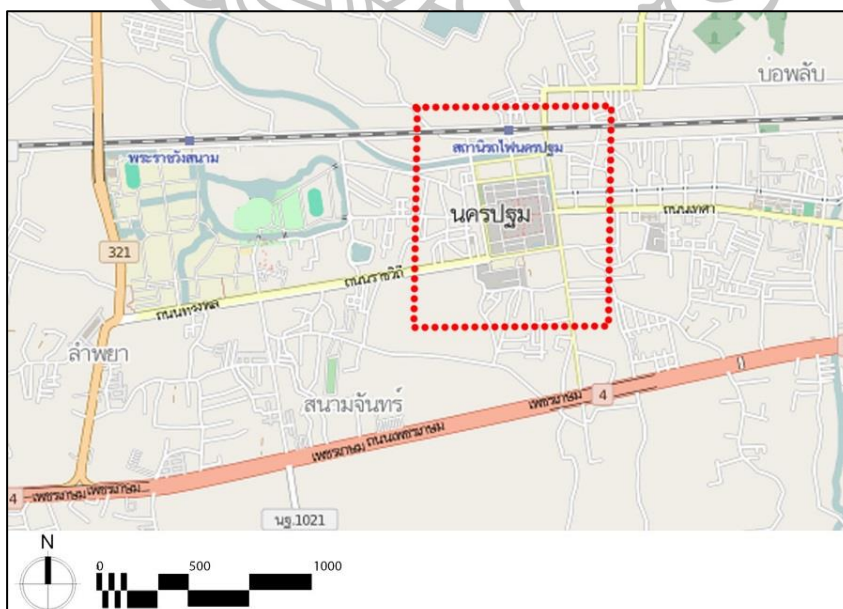 บ่อพลับ
พระราชวังสนาม
สถานีรถไฟนครปฐม
นครปฐม
ถนนเทศา
321
ถนนราชวิถี
ถนนทรงพล
ลำพยา
สนามจันทร์
4
เพชรเกษม
เพชรเกษม ถนนเพชรเกษม
4
เพชรเกษม เพชรเกษม
นฐ.1021
N
0 500 1000